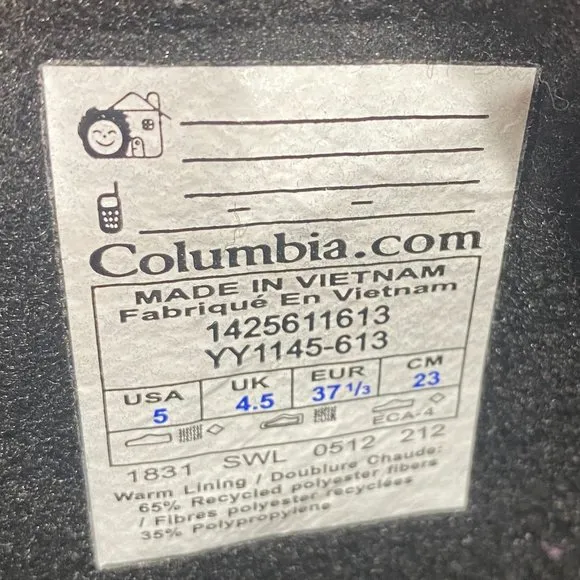 Columbia.com
MADE IN VIETNAM
Fabriqué En Vietnam
1425611613
YY1145-613
USA UK EUR CM
5 4.5 37 1/3 23
ECA-4
1831 SWL 0512 212
Warm Lining / Doublure Chaude:
65% Recycled polyester fibers
/ Fibres polyester recyclées
35% Polypropylene